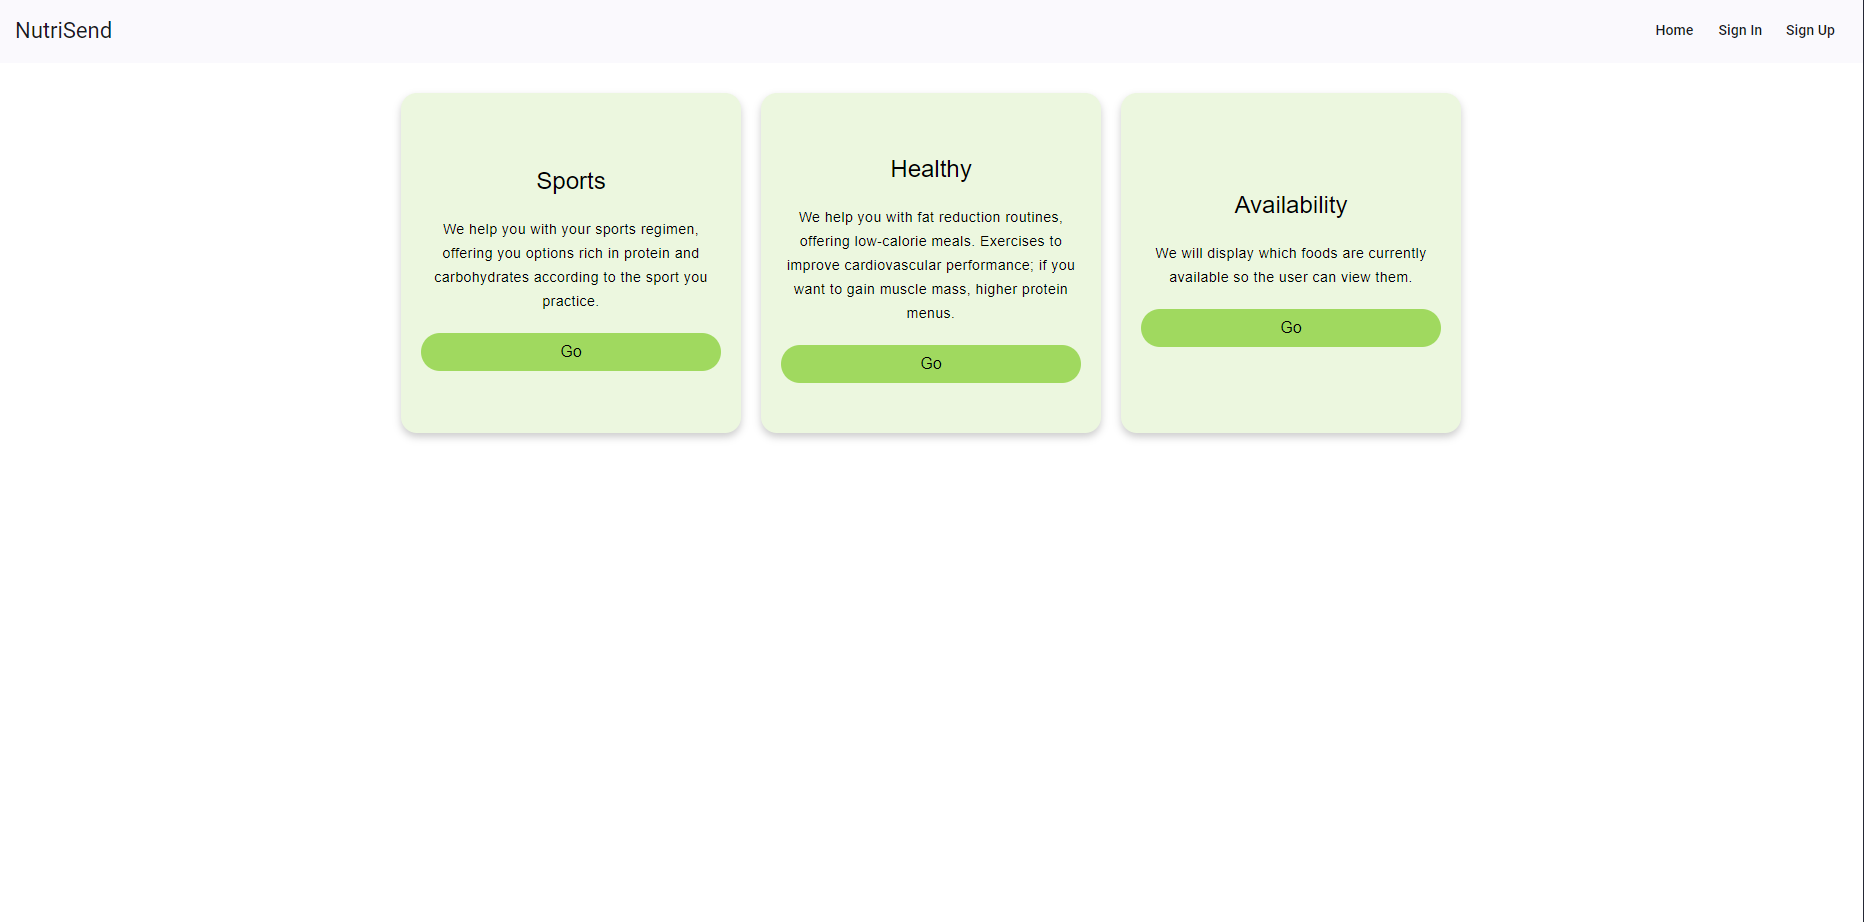 NutriSend
Home Sign In Sign Up
Sports
We help you with your sports regimen,
offering you options rich in protein and
carbohydrates according to the sport you
practice.
Go
Healthy
We help you with fat reduction routines,
offering low-calorie meals. Exercises to
improve cardiovascular performance; if you
want to gain muscle mass, higher protein
menus.
Go
Availability
We will display which foods are currently
available so the user can view them.
Go